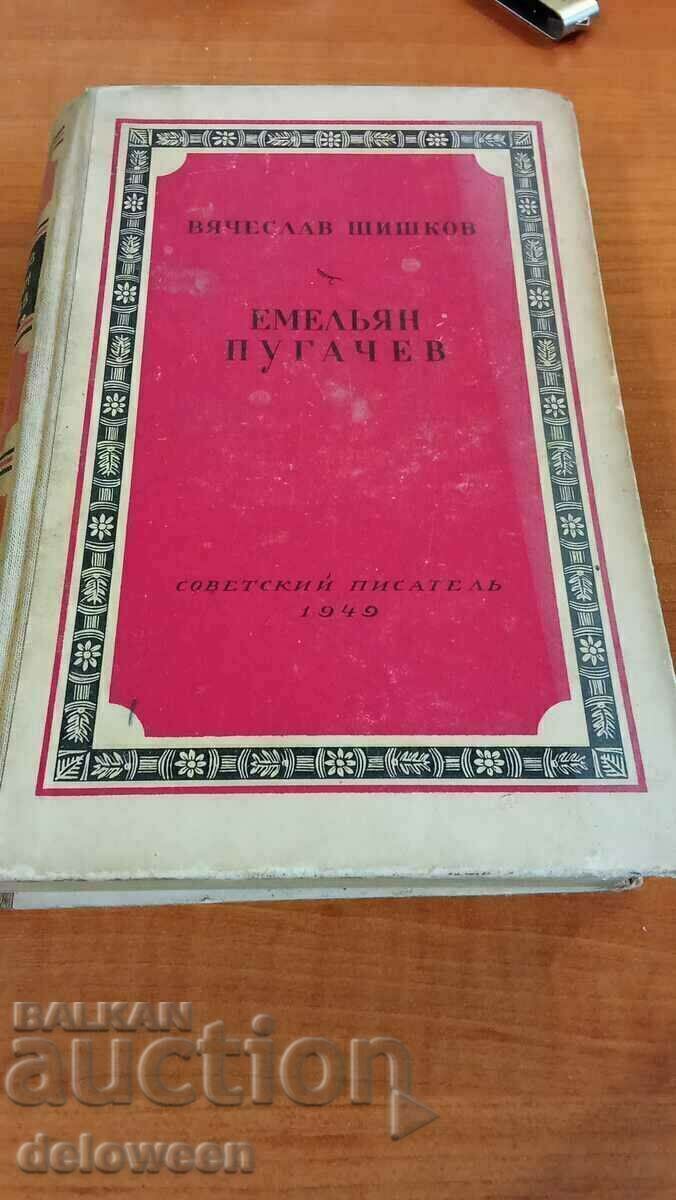 ВЯЧЕСЛАВ ШИШКОВ
ЕМЕЛЬЯН
ПУГАЧЕВ
СОВЕТСКИЙ ПИСАТЕЛЬ
1949
BALKAN
auction
deloween